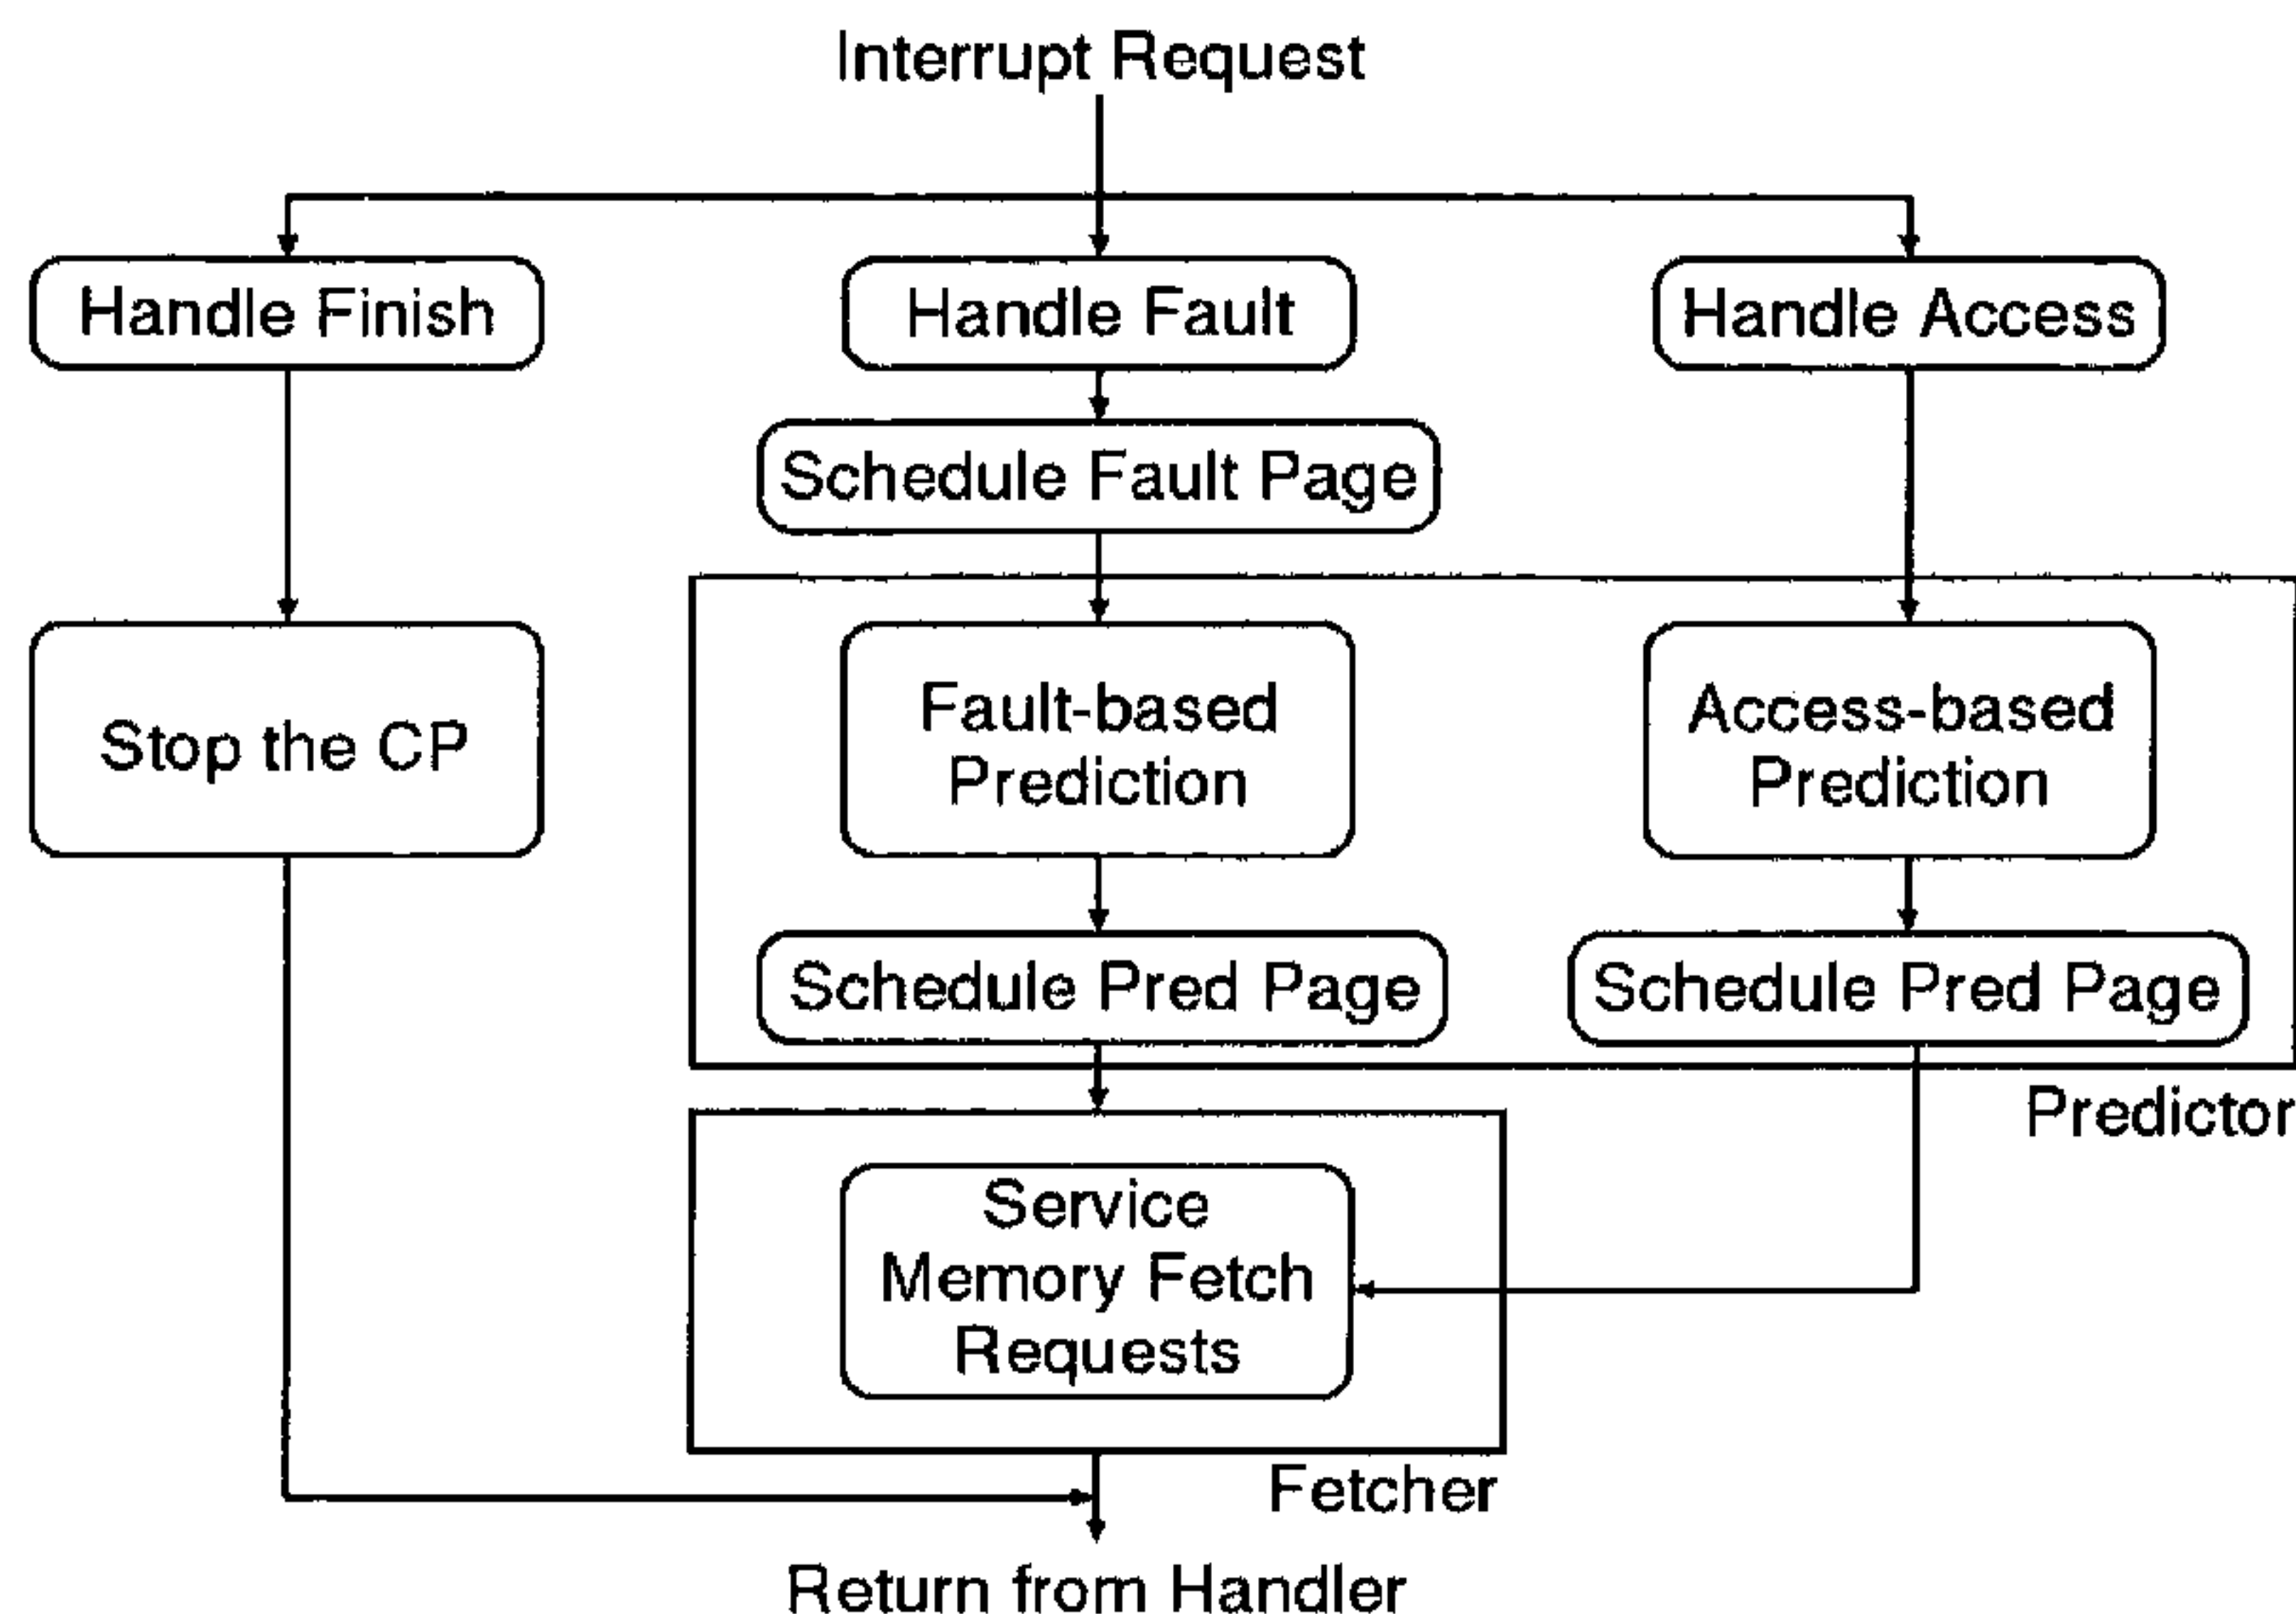 Interrupt Request
Handle Finish
Handle Fault
Handle Access
Schedule Fault Page
Stop the CP
Fault-based
Prediction
Access-based
Prediction
Schedule Pred Page
Schedule Pred Page
Predictor
Service
Memory Fetch
Requests
Fetcher
Return from Handler